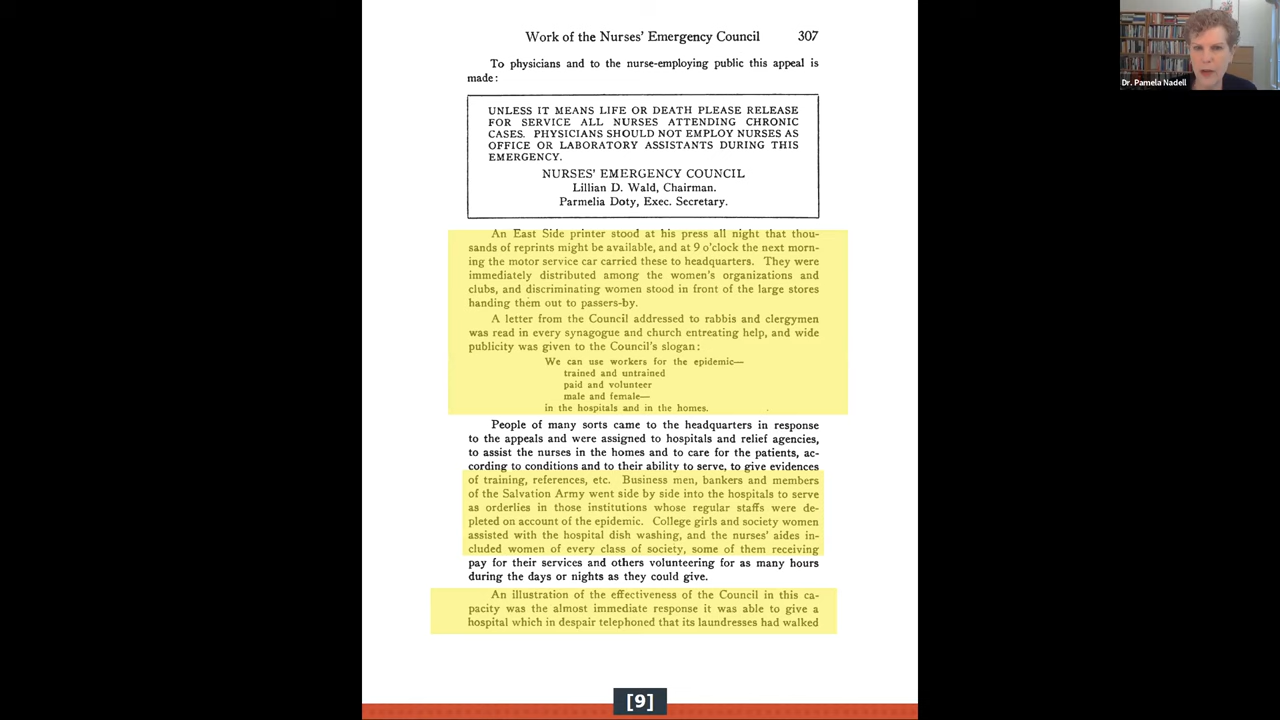 Work of the Nurses' Emergency Council 307
To physicians and to the nurse-employing public this appeal is
made:
UNLESS IT MEANS LIFE OR DEATH PLEASE RELEASE
FOR SERVICE ALL NURSES ATTENDING CHRONIC
CASES. PHYSICIANS SHOULD NOT EMPLOY NURSES AS
OFFICE OR LABORATORY ASSISTANTS DURING THIS
EMERGENCY.
NURSES' EMERGENCY COUNCIL
Lillian D. Wald, Chairman.
Parmelia Doty, Exec. Secretary.
An East Side printer stood at his press all night that thou-
sands of reprints might be available, and at 9 o'clock the next morn-
ing the motor service car carried these to headquarters. They were
immediately distributed among the women's organizations and
clubs, and discriminating women stood in front of the large stores
handing them out to passers-by.
A letter from the Council addressed to rabbis and clergymen
was read in every synagogue and church entreating help, and wide
publicity was given to the Council's slogan:
We can use workers for the epidemic—
trained and untrained
paid and volunteer
male and female—
in the hospitals and in the homes.
People of many sorts came to the headquarters in response
to the appeals and were assigned to hospitals and relief agencies,
to assist the nurses in the homes and to care for the patients, ac-
cording to conditions and to their ability to serve, to give evidences
of training, references, etc. Business men, bankers and members
of the Salvation Army went side by side into the hospitals to serve
as orderlies in those institutions whose regular staffs were de-
pleted on account of the epidemic. College girls and society women
assisted with the hospital dish washing, and the nurses' aides in-
cluded women of every class of society, some of them receiving
pay for their services and others volunteering for as many hours
during the days or nights as they could give.
An illustration of the effectiveness of the Council in this ca-
pacity was the almost immediate response it was able to give a
hospital which in despair telephoned that its laundresses had walked
[9]
Dr. Pamela Nadell